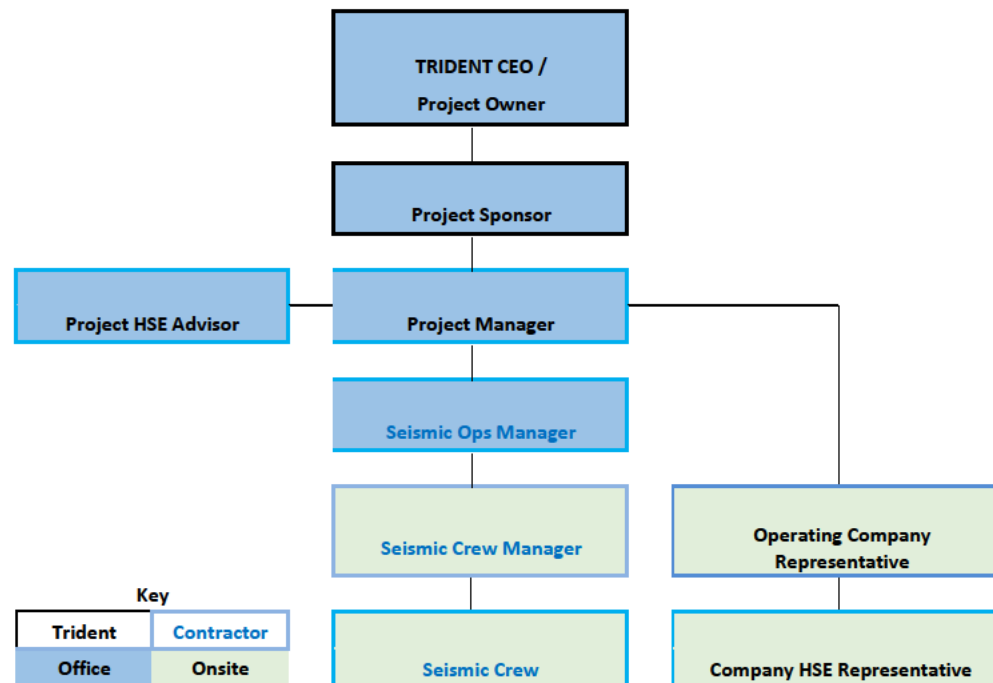 TRIDENT CEO /
Project Owner
Project Sponsor
Project HSE Advisor
Project Manager
Seismic Ops Manager
Seismic Crew Manager
Operating Company
Representative
Key
Trident
Contractor
Office
Onsite
Seismic Crew
Company HSE Representative